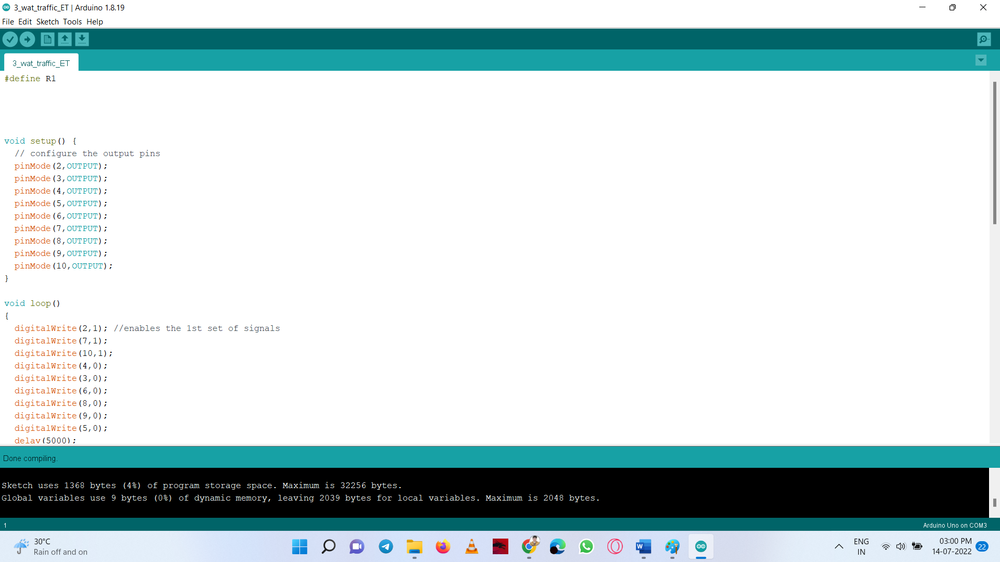 3_wat_traffic_ET | Arduino 1.8.19
File Edit Sketch Tools Help
3_wat_traffic_ET
#define R1
void setup() {
// configure the output pins
pinMode(2,OUTPUT);
pinMode(3,OUTPUT);
pinMode(4,OUTPUT);
pinMode(5,OUTPUT);
pinMode(6,OUTPUT);
pinMode(7,OUTPUT);
pinMode(8,OUTPUT);
pinMode(9,OUTPUT);
pinMode(10,OUTPUT);
}
void loop()
{
digitalWrite(2,1); //enables the 1st set of signals
digitalWrite(7,1);
digitalWrite(10,1);
digitalWrite(4,0);
digitalWrite(3,0);
digitalWrite(6,0);
digitalWrite(8,0);
digitalWrite(9,0);
digitalWrite(5,0);
delay(5000);
Done compiling.
Sketch uses 1368 bytes (4%) of program storage space. Maximum is 32256 bytes.
Global variables use 9 bytes (0%) of dynamic memory, leaving 2039 bytes for local variables. Maximum is 2048 bytes.
1
Arduino Uno on COM3
30°C
Rain off and on
W
ENG
IN
03:00 PM
14-07-2022
22